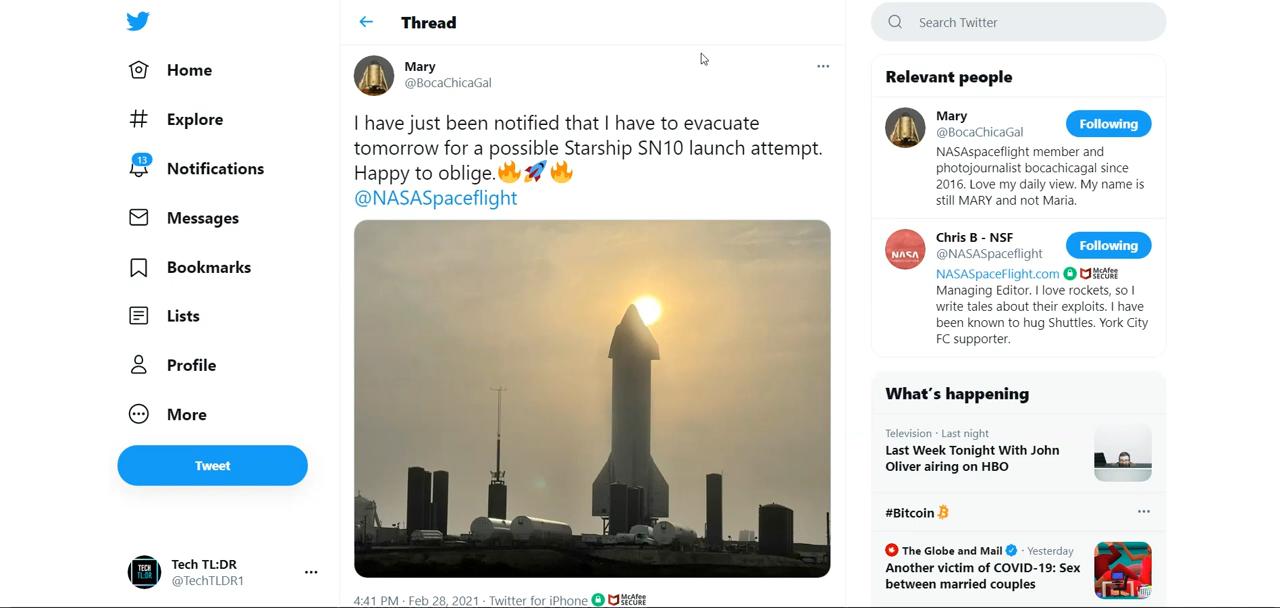 Thread
Search Twitter
Home
Explore
13
Notifications
Messages
Bookmarks
Lists
Profile
More
Tweet
Tech TL:DR
@TechTLDR1
TECH
TL:DR
Mary
@BocaChicaGal
I have just been notified that I have to evacuate
tomorrow for a possible Starship SN10 launch attempt.
Happy to oblige.🔥🚀🔥
@NASASpaceflight
4:41 PM · Feb 28, 2021 · Twitter for iPhone McAfee SECURE
Relevant people
Mary
@BocaChicaGal
Following
NASAspaceflight member and
photojournalist bocachicagal since
2016. Love my daily view. My name is
still MARY and not Maria.
NASA
Chris B - NSF
@NASASpaceflight
Following
NASASpaceFlight.com McAfee SECURE
Managing Editor. I love rockets, so I
write tales about their exploits. I have
been known to hug Shuttles. York City
FC supporter.
What's happening
Television · Last night
Last Week Tonight With John
Oliver airing on HBO
#Bitcoin
The Globe and Mail · Yesterday
Another victim of COVID-19: Sex
between married couples